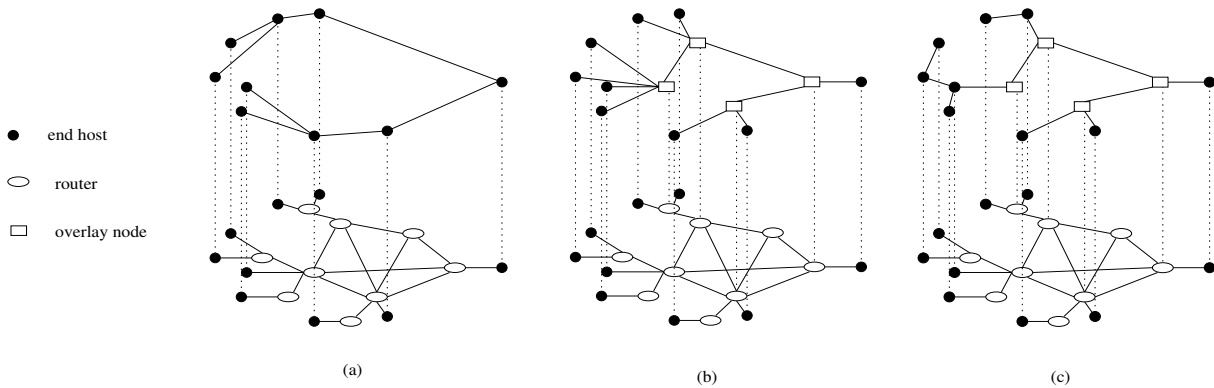 end host
router
overlay node
(a)
(b)
(c)